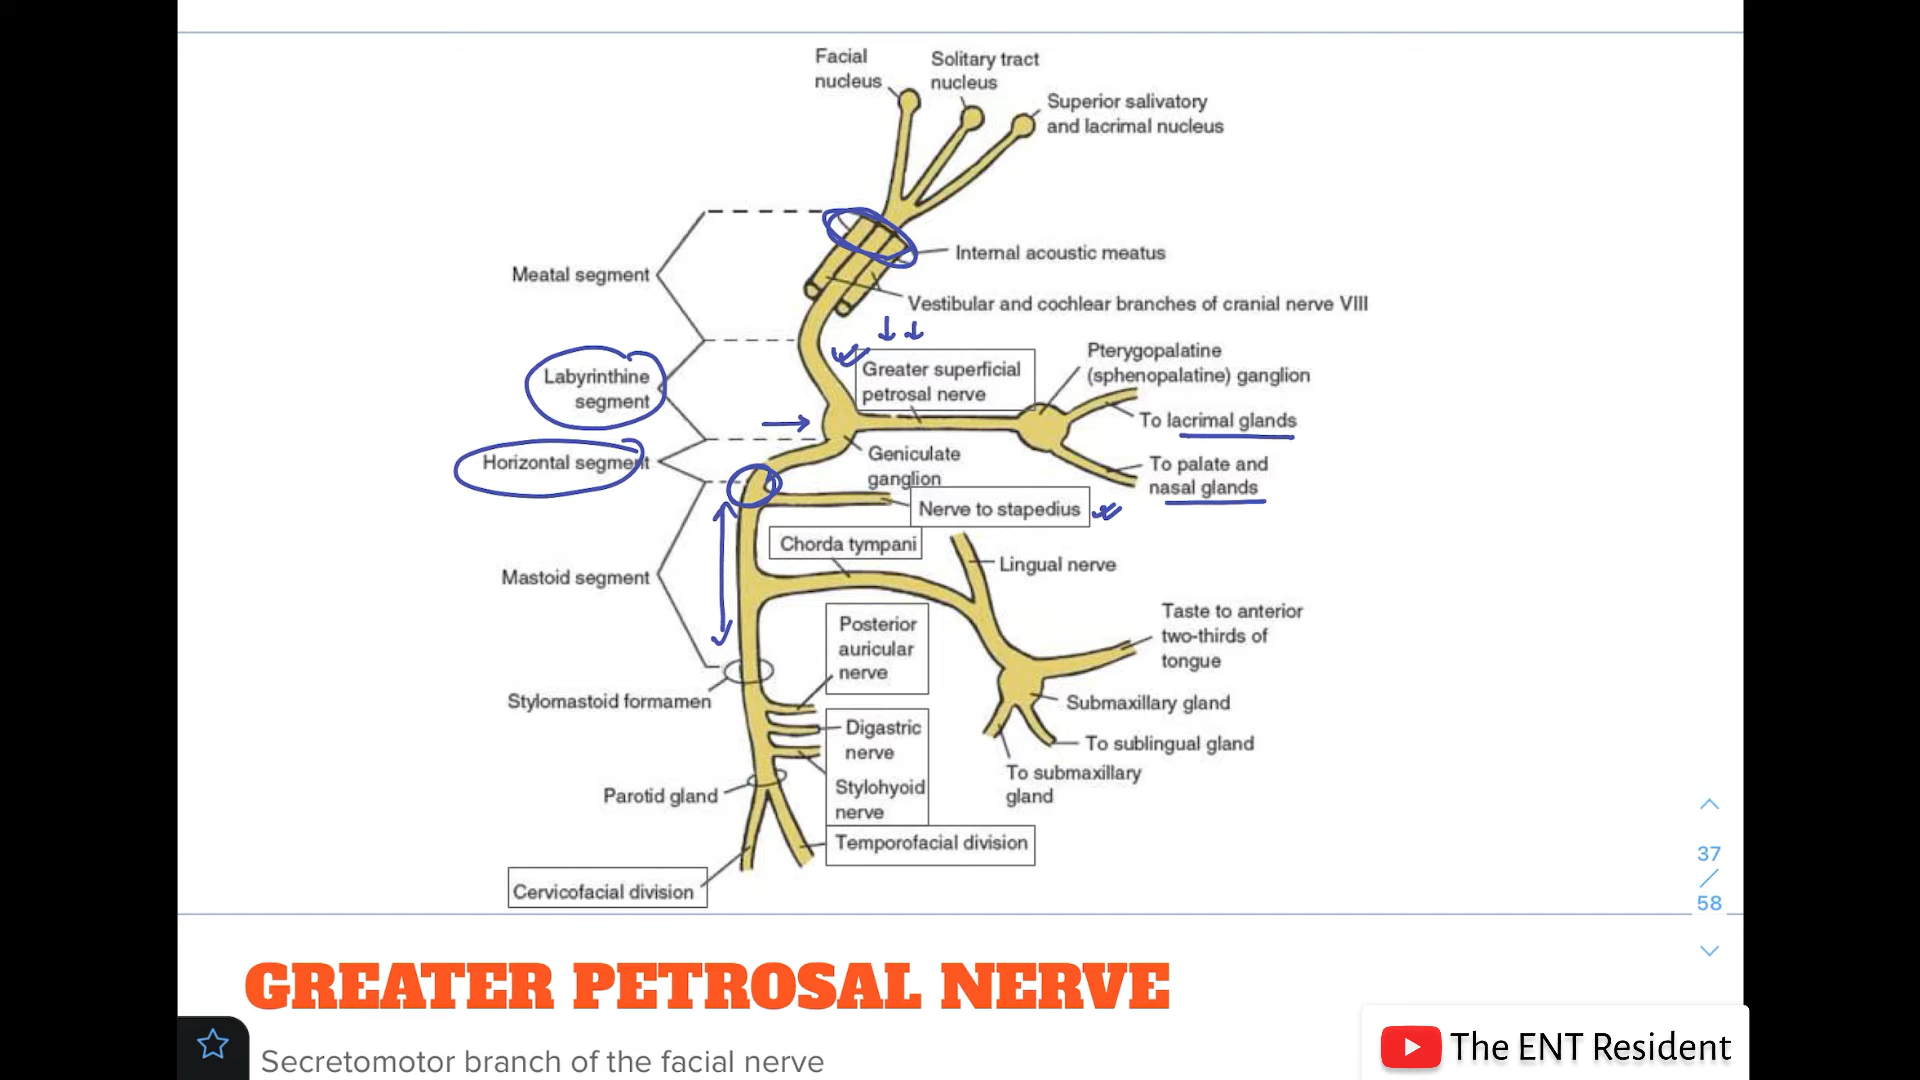 Facial
nucleus
Solitary tract
nucleus
Superior salivatory
and lacrimal nucleus
Internal acoustic meatus
Meatal segment
Vestibular and cochlear branches of cranial nerve VIII
Labyrinthine
segment
Greater superficial
petrosal nerve
Pterygopalatine
(sphenopalatine) ganglion
To lacrimal glands
Horizontal segment
Geniculate
ganglion
To palate and
nasal glands
Nerve to stapedius
Chorda tympani
Lingual nerve
Mastoid segment
Posterior
auricular
nerve
Taste to anterior
two-thirds of
tongue
Stylomastoid formamen
Submaxillary gland
Digastric
nerve
To sublingual gland
To submaxillary
gland
Stylohyoid
nerve
Parotid gland
Temporofacial division
Cervicofacial division
37
/
58
GREATER PETROSAL NERVE
Secretomotor branch of the facial nerve
The ENT Resident